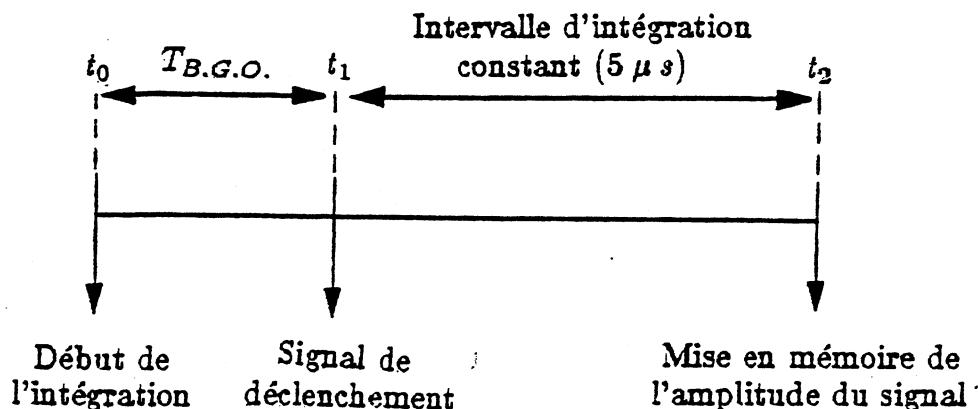 Intervalle d'intégration
constant (5 μ s)
t₀ T_B.G.O. t₁ t₂
Début de
l'intégration
Signal de
déclenchement
Mise en mémoire de
l'amplitude du signal